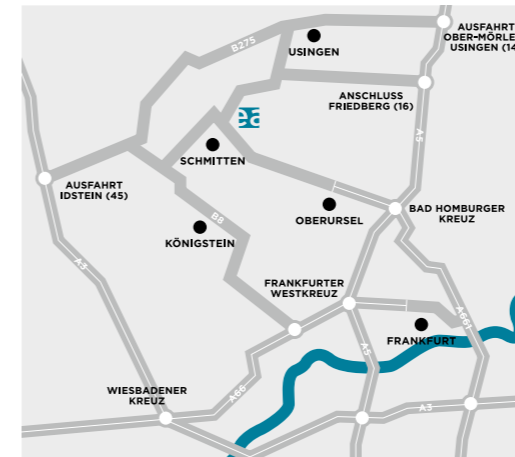 AUSFAHRT
OBER-MÖRLE
USINGEN (14
B275
USINGEN
ANSCHLUSS
FRIEDBERG (16)
A5
ea
SCHMITTEN
AUSFAHRT
IDSTEIN (45)
OBERURSEL
BAD HOMBURGER
KREUZ
B8
KÖNIGSTEIN
A3
FRANKFURTER
WESTKREUZ
A661
FRANKFURT
A5
WIESBADENER
KREUZ
A66
A3